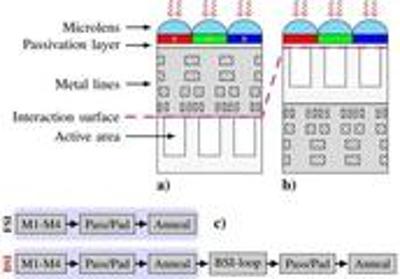 Microlens
Passivation layer
Metal lines
Interaction surface
Active area
a)
b)
c)
FSI M1-M4 Pass/Pad Anneal
BSI M1-M4 Pass/Pad Anneal BSI-loop Pass/Pad Anneal